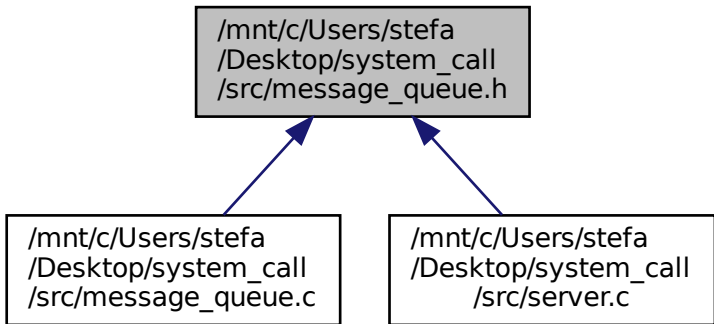 /mnt/c/Users/stefa
/Desktop/system_call
/src/message_queue.h
/mnt/c/Users/stefa
/Desktop/system_call
/src/message_queue.c
/mnt/c/Users/stefa
/Desktop/system_call
/src/server.c